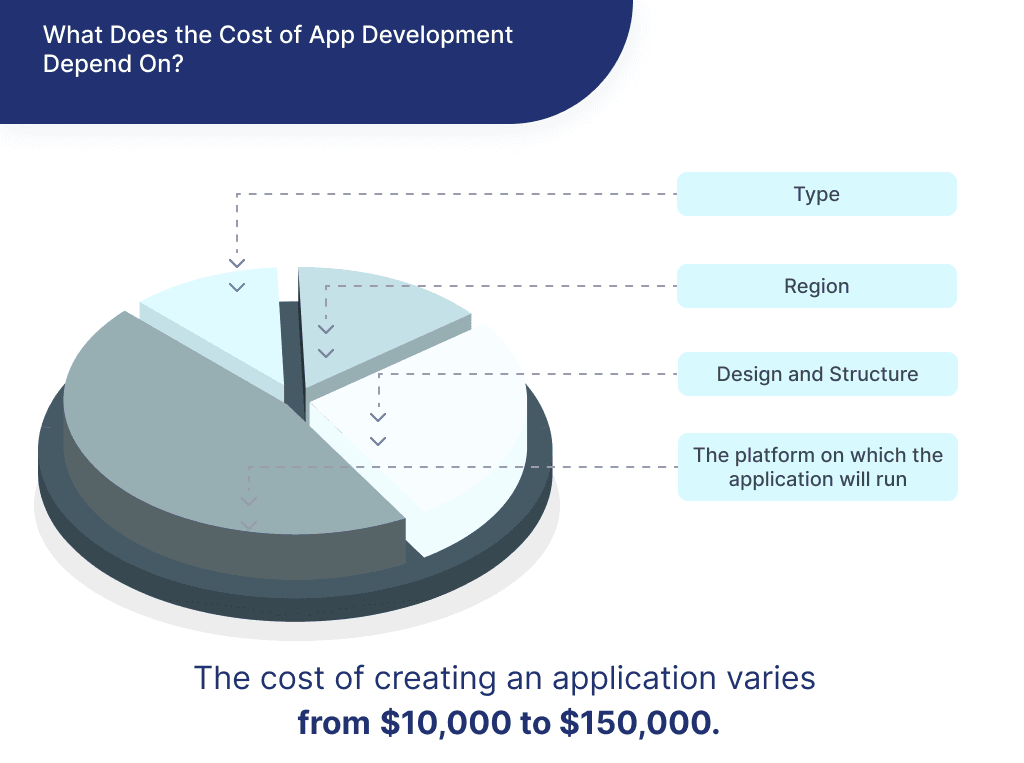 What Does the Cost of App Development
Depend On?
Type
Region
Design and Structure
The platform on which the
application will run
The cost of creating an application varies
from $10,000 to $150,000.